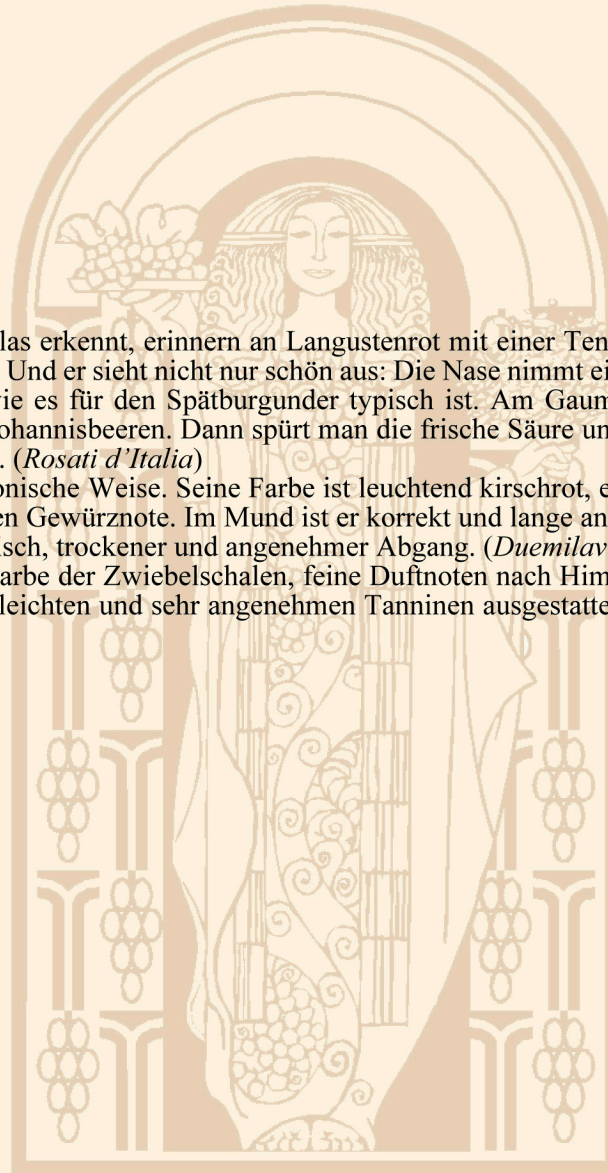 las erkennt, erinnern an Langustenrot mit einer Ten
Und er sieht nicht nur schön aus: Die Nase nimmt ei
vie es für den Spätburgunder typisch ist. Am Gaum
ohannisbeeren. Dann spürt man die frische Säure un
. (Rosati d’Italia)
onische Weise. Seine Farbe ist leuchtend kirschrot, e
en Gewürznote. Im Mund ist er korrekt und lange an
isch, trockener und angenehmer Abgang. (Duemilav
arbe der Zwiebelschalen, feine Duftnoten nach Him
leichten und sehr angenehmen Tanninen ausgestatte